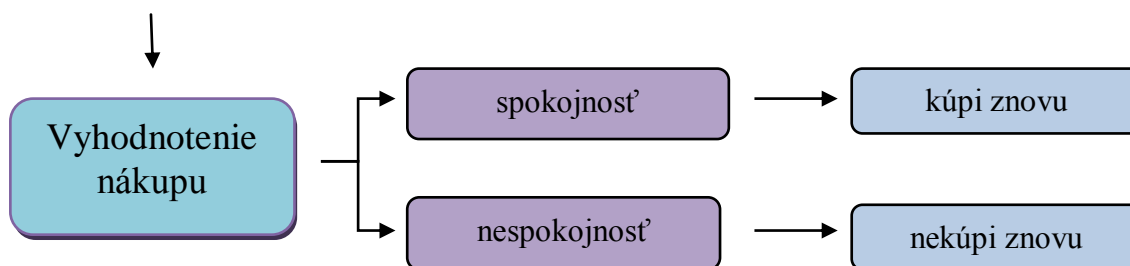 Vyhodnotenie
nákupu
spokojnosť
kúpi znovu
nespokojnosť
nekúpi znovu